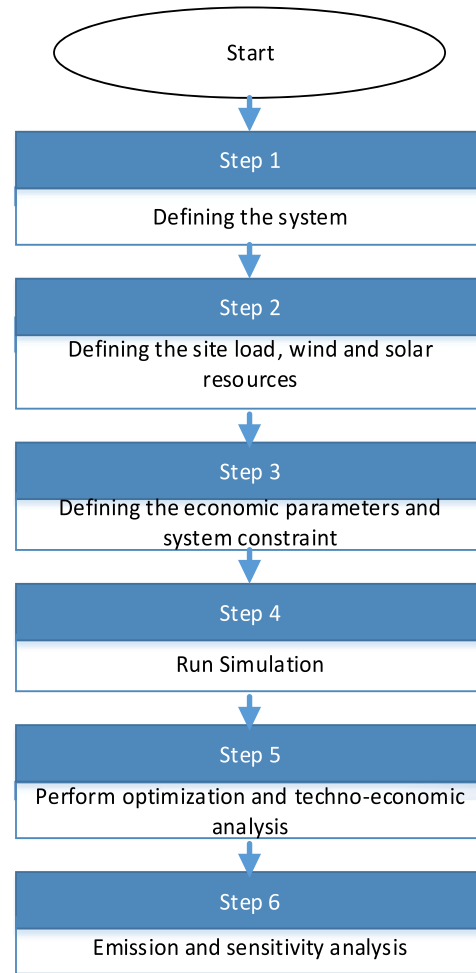 Start
Step 1
Defining the system
Step 2
Defining the site load, wind and solar
resources
Step 3
Defining the economic parameters and
system constraint
Step 4
Run Simulation
Step 5
Perform optimization and techno-economic
analysis
Step 6
Emission and sensitivity analysis